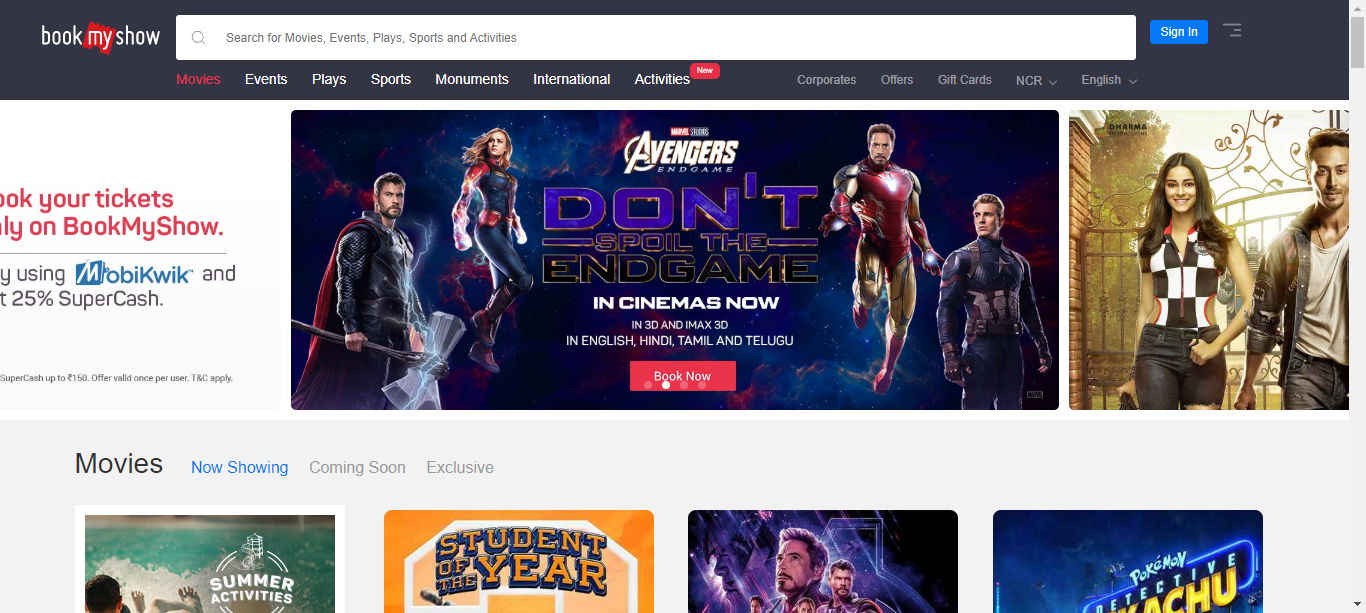 bookmyshow
Search for Movies, Events, Plays, Sports and Activities
Sign In
Movies Events Plays Sports Monuments International Activities New
Corporates Offers Gift Cards NCR English
ook your tickets
ly on BookMyShow.
y using MobiKwik and
t 25% SuperCash.
SuperCash up to ₹150. Offer valid once per user. T&C apply.
MARVEL STUDIOS
AVENGERS
ENDGAME
DON'T
SPOIL THE
ENDGAME
IN CINEMAS NOW
IN 3D AND IMAX 3D
IN ENGLISH, HINDI, TAMIL AND TELUGU
Book Now
MARVEL
DHARMA
PRODUCTIONS
Movies Now Showing Coming Soon Exclusive
SUMMER
ACTIVITIES
STUDENT
OF THE YEAR
POKÉMON
DETECTIVE